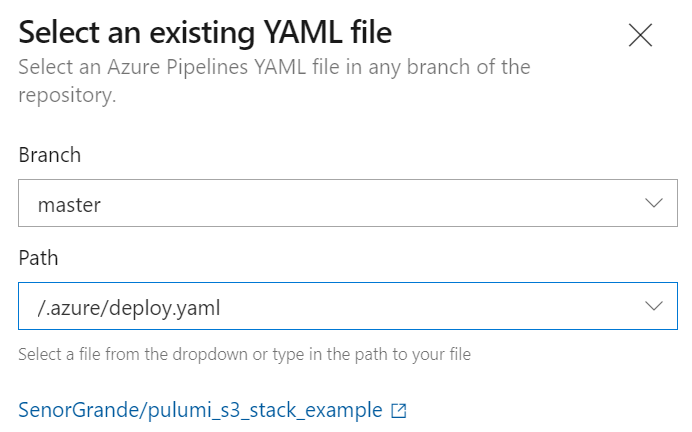 Select an existing YAML file
Select an Azure Pipelines YAML file in any branch of the
repository.
Branch
master
Path
/.azure/deploy.yaml
Select a file from the dropdown or type in the path to your file
SenorGrande/pulumi_s3_stack_example